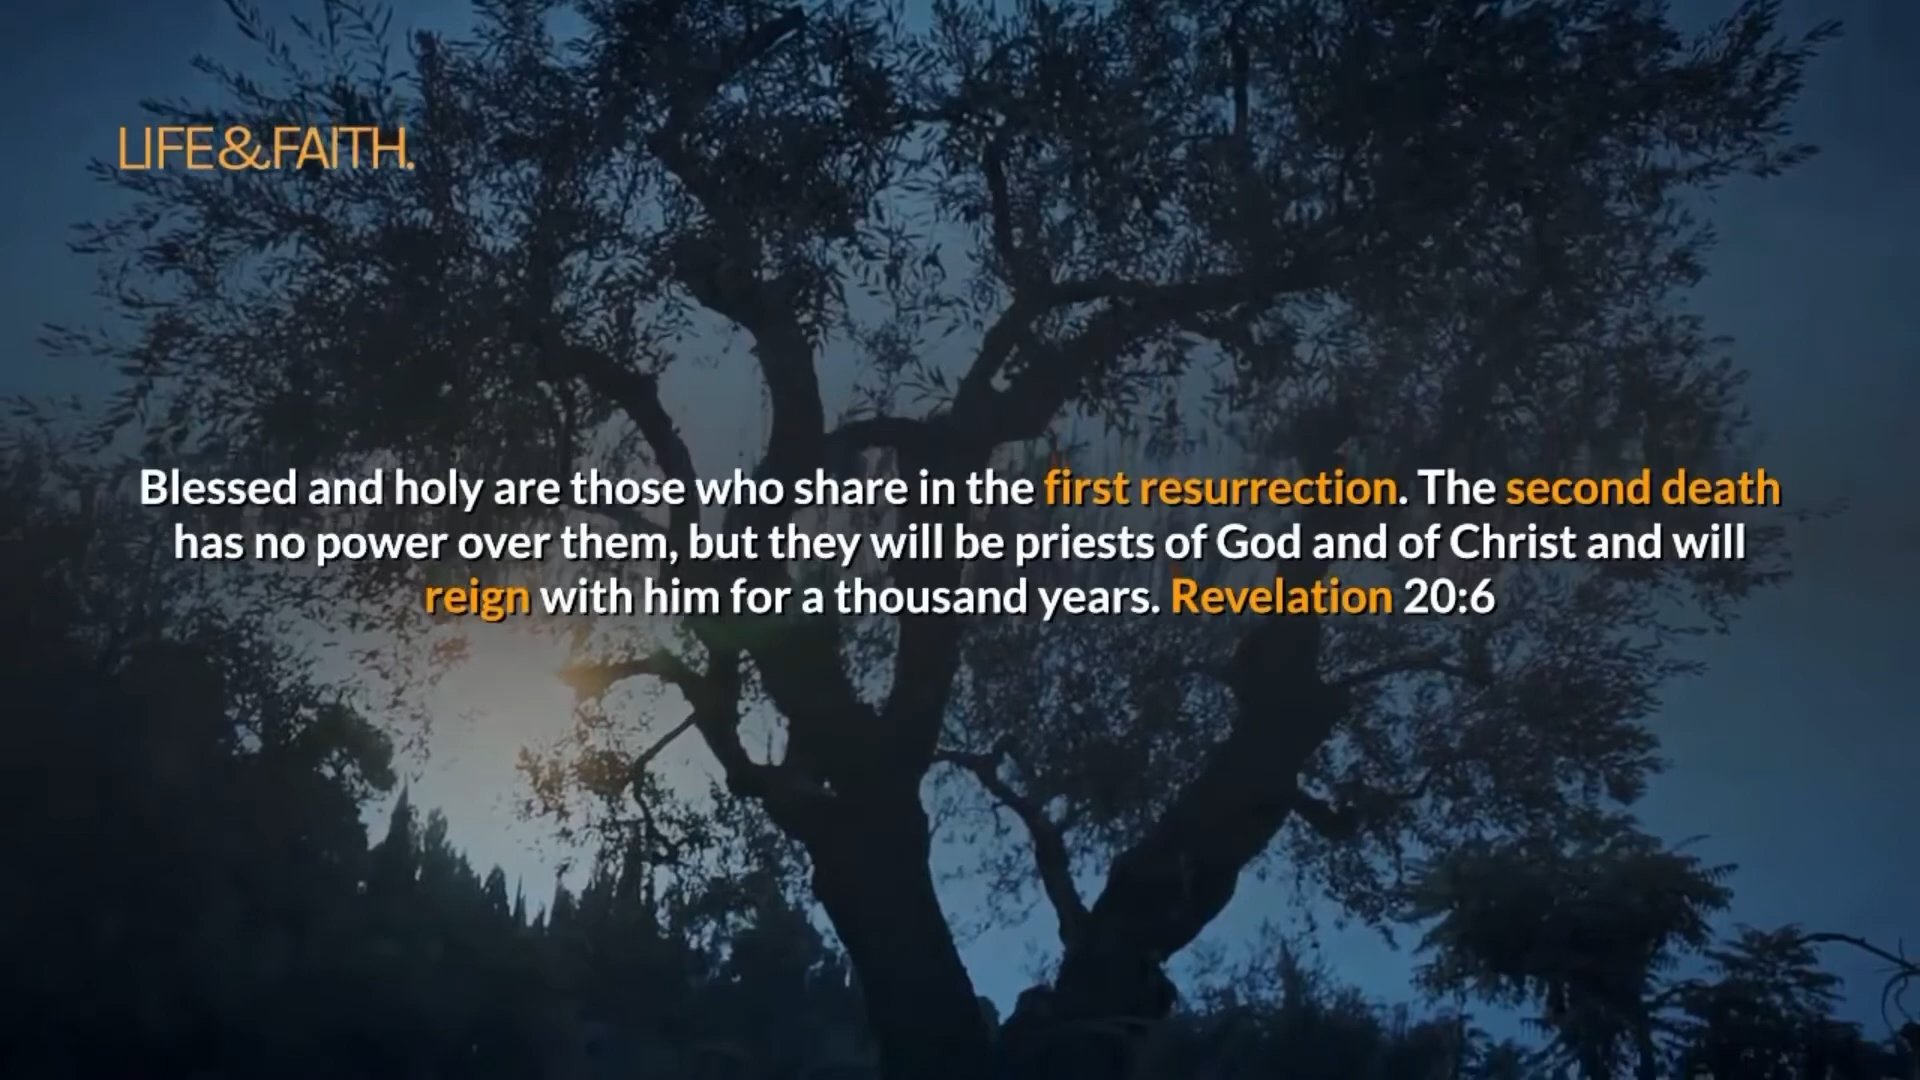 LIFE&FAITH.
Blessed and holy are those who share in the first resurrection. The second death
has no power over them, but they will be priests of God and of Christ and will
reign with him for a thousand years. Revelation 20:6